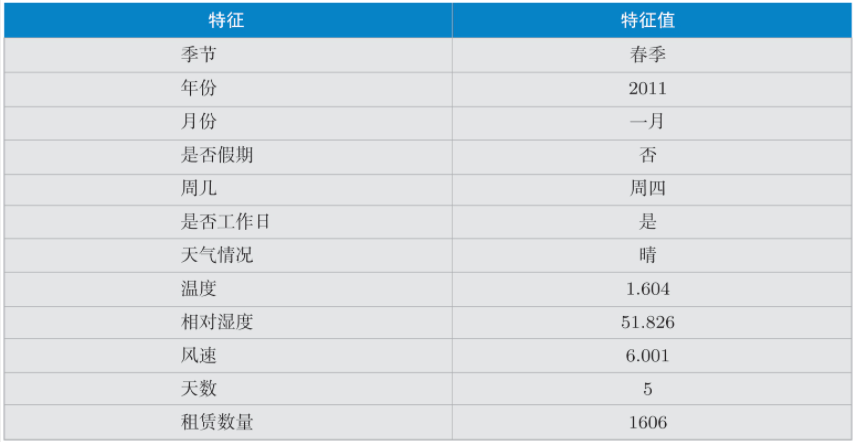 特征 特征值
季节 春季
年份 2011
月份 一月
是否假期 否
周几 周四
是否工作日 是
天气情况 晴
温度 1.604
相对湿度 51.826
风速 6.001
天数 5
租赁数量 1606